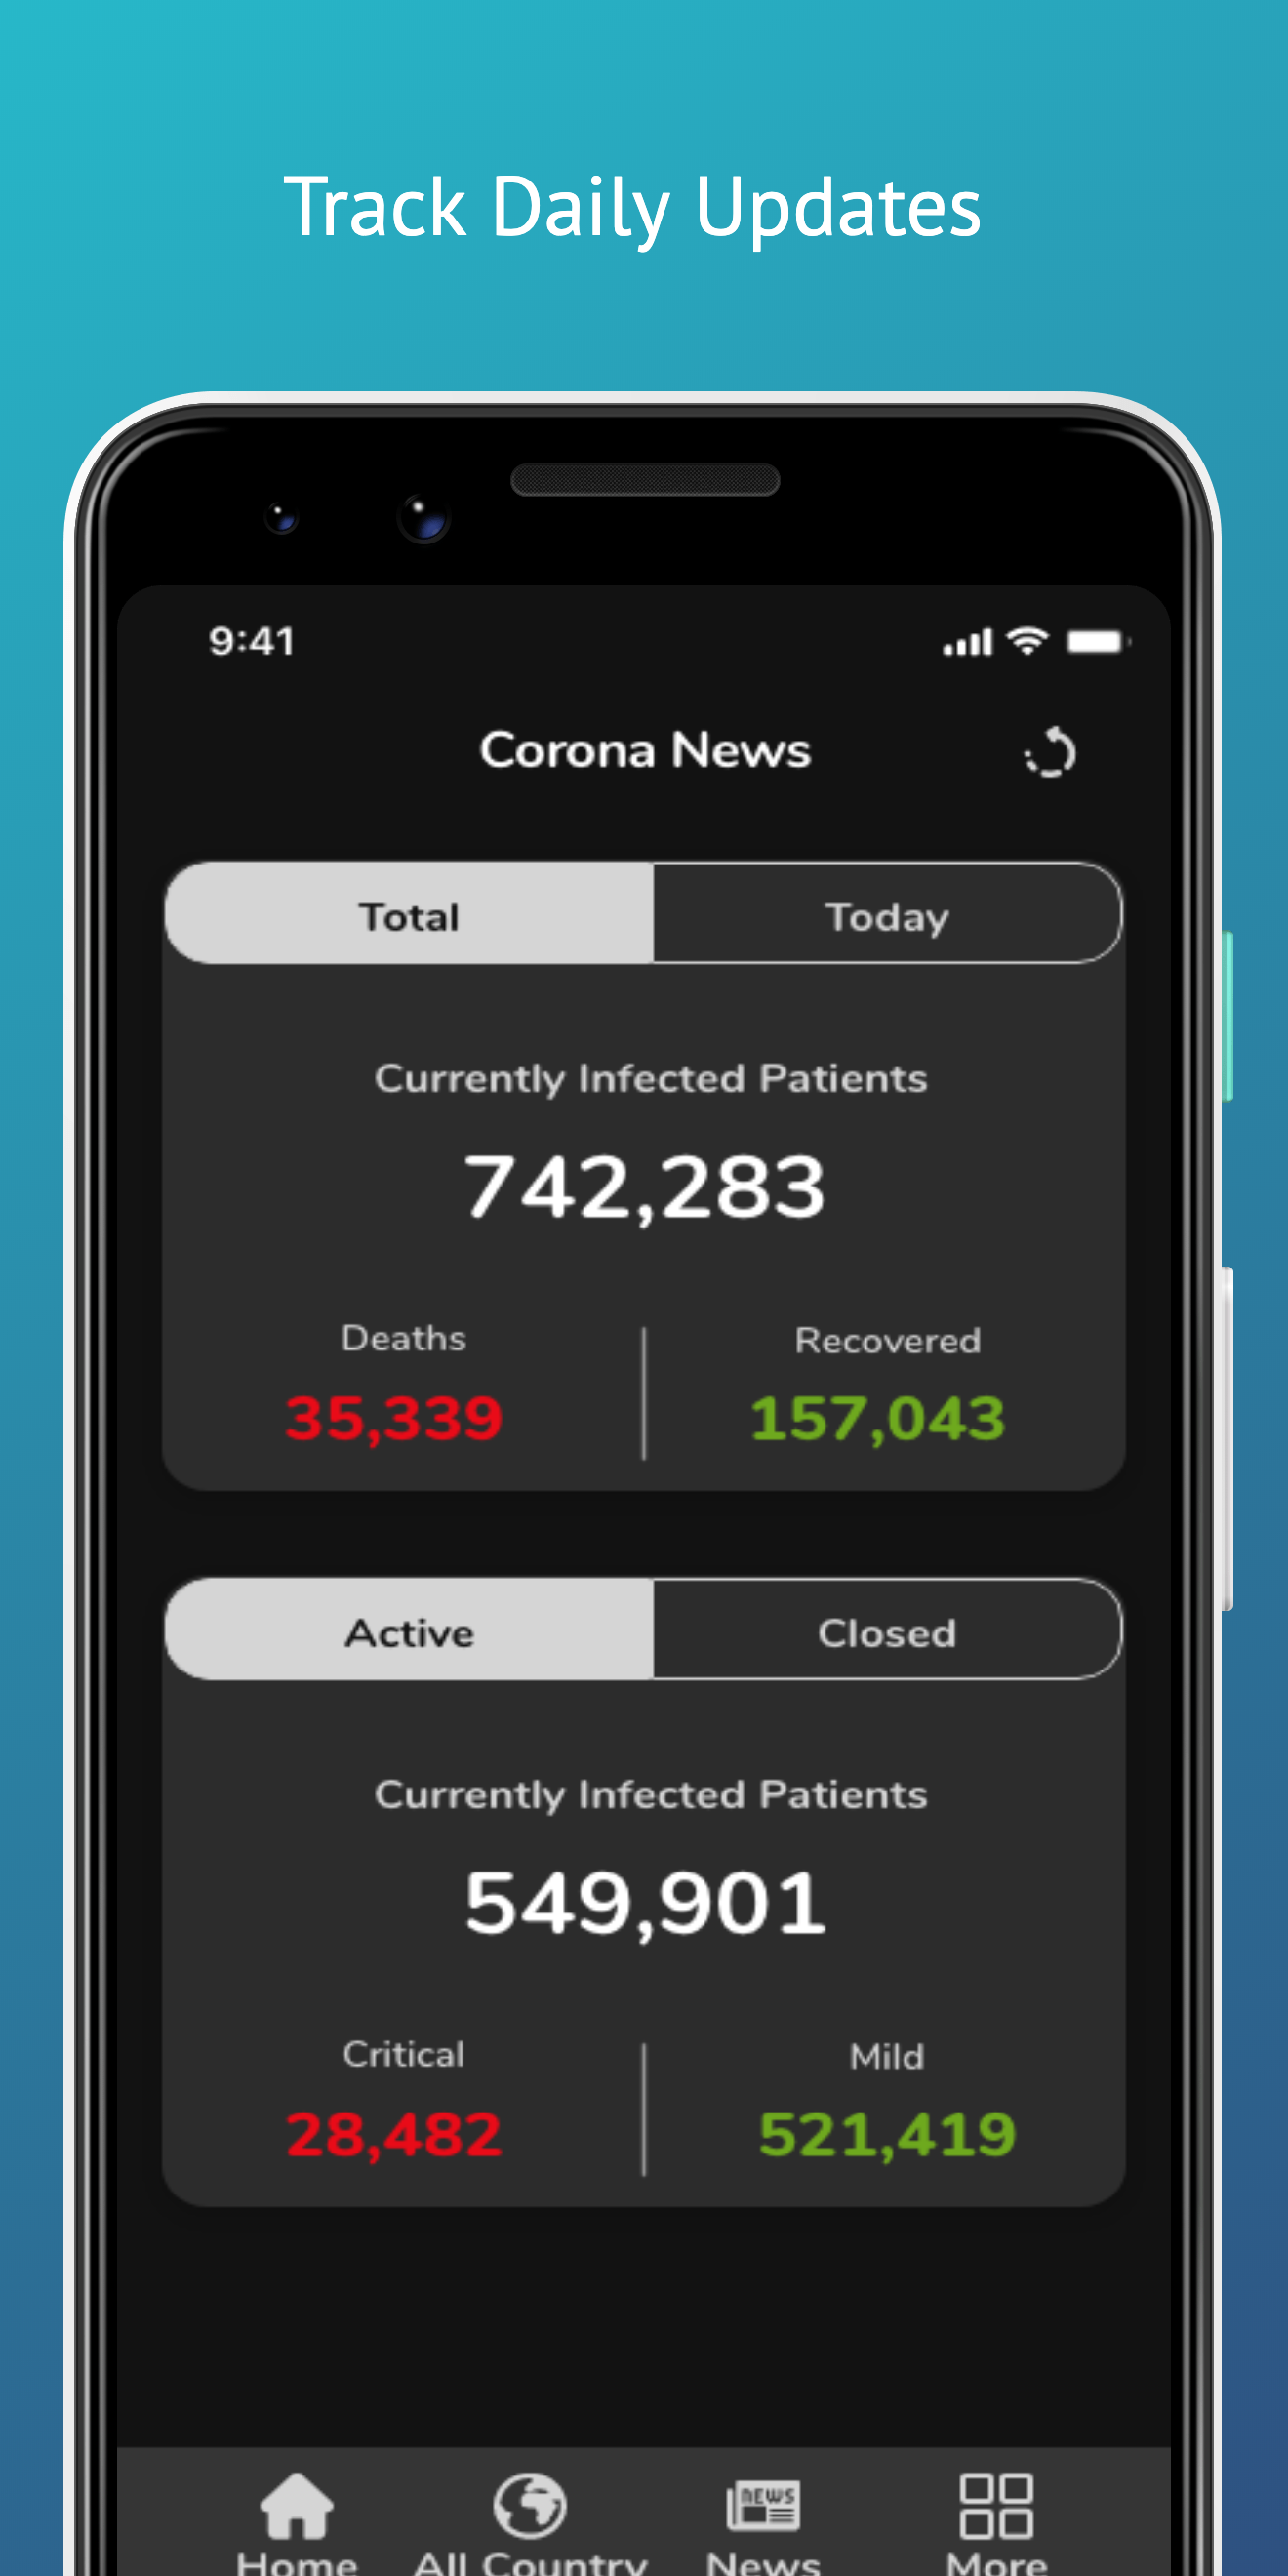 Track Daily Updates
9:41
Corona News
Total Today
Currently Infected Patients
742,283
Deaths Recovered
35,339 157,043
Active Closed
Currently Infected Patients
549,901
Critical Mild
28,482 521,419
NEWS
Home All Country News More